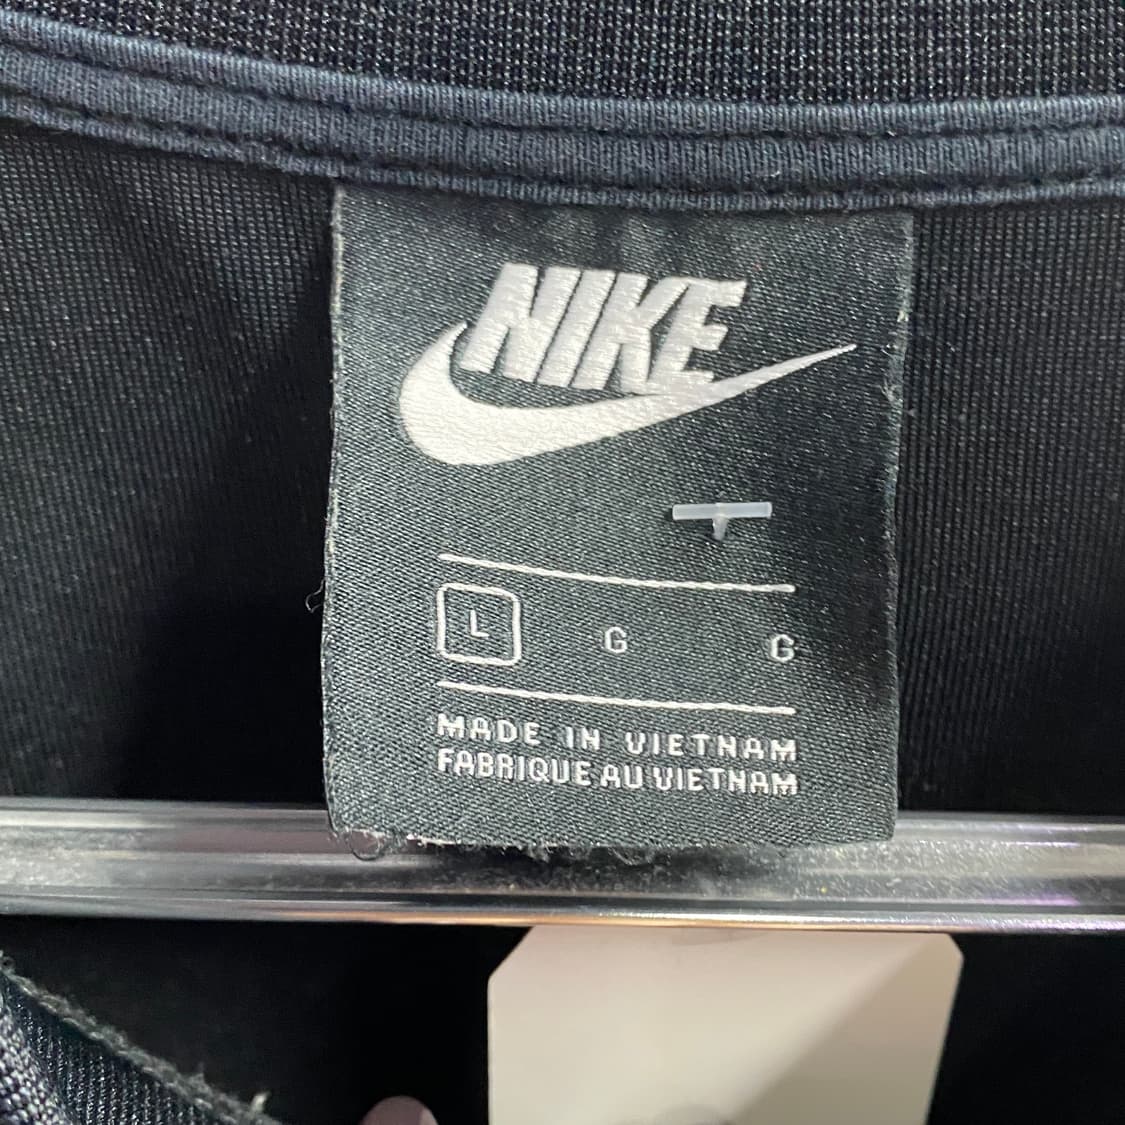 NIKE
L G G
MADE IN VIETNAM
FABRIQUE AU VIETNAM